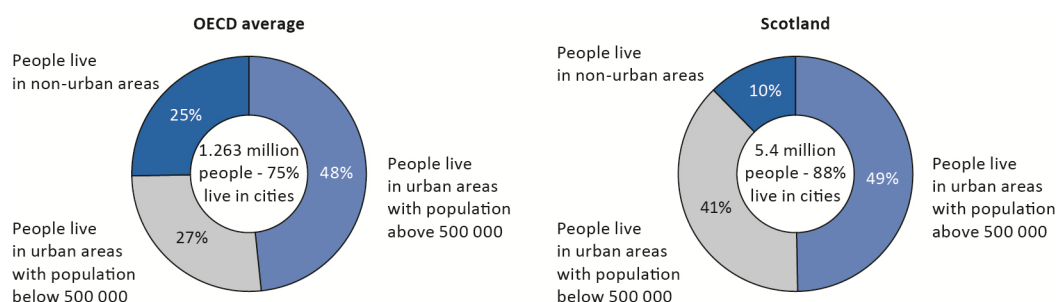 OECD average
People live
in non-urban areas
25%
1.263 million
people - 75%
live in cities
48%
27%
People live
in urban areas
with population
above 500 000
People live
in urban areas
with population
below 500 000
Scotland
People live
in non-urban areas
10%
5.4 million
people - 88%
live in cities
49%
41%
People live
in urban areas
with population
above 500 000
People live
in urban areas
with population
below 500 000